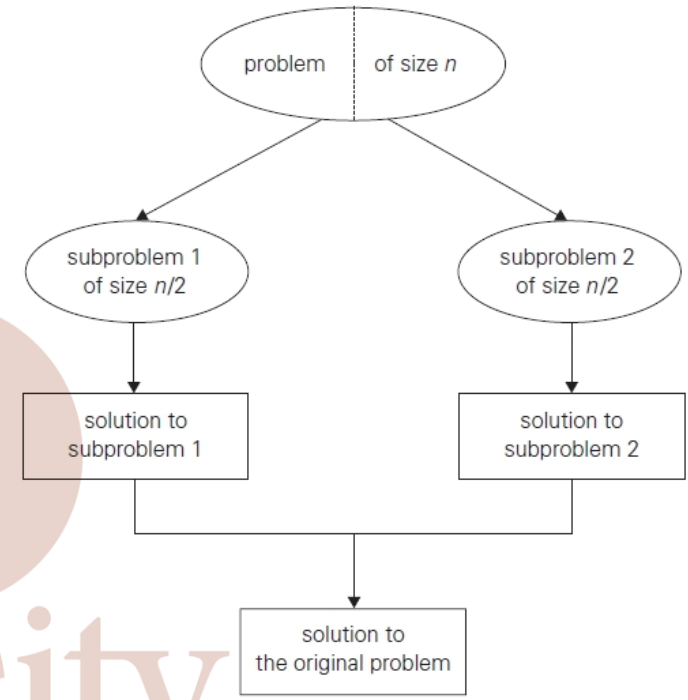 problem of size n
subproblem 1
of size n/2
subproblem 2
of size n/2
solution to
subproblem 1
solution to
subproblem 2
solution to
the original problem
city